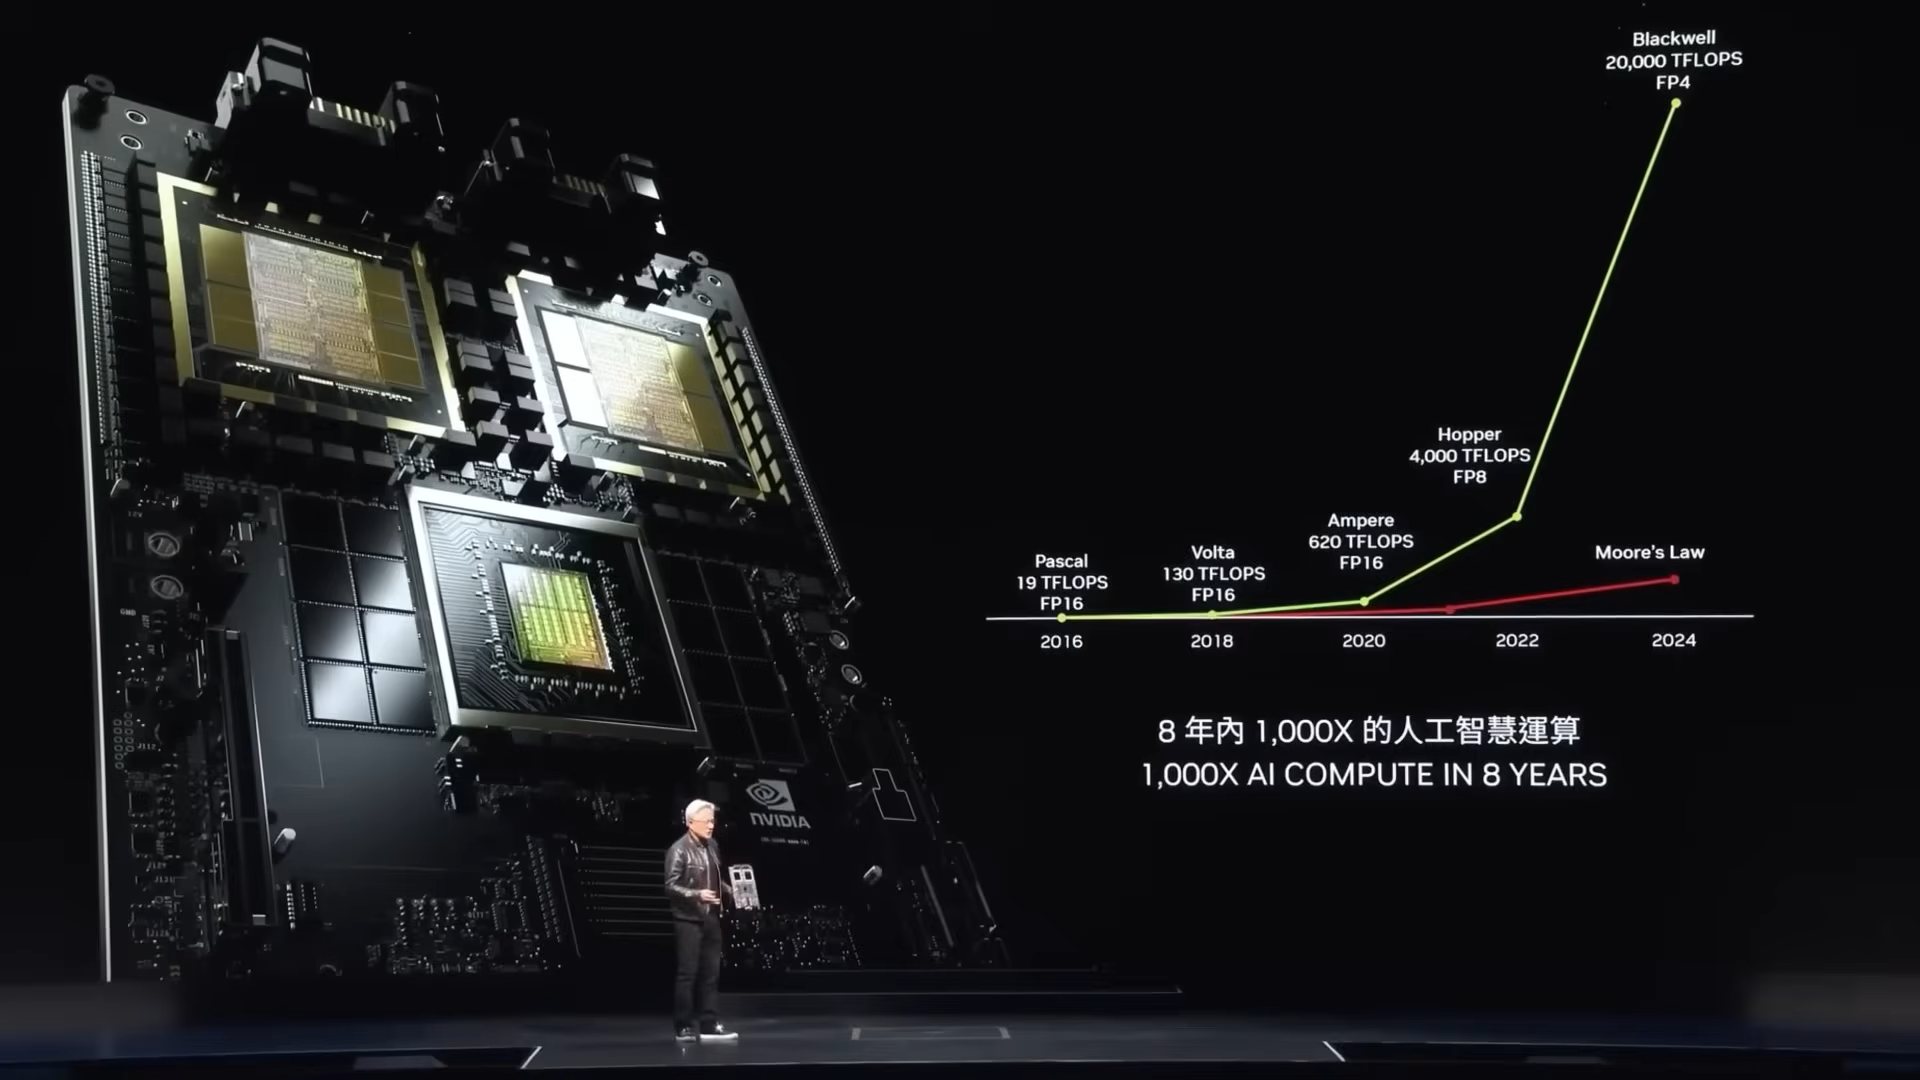 Blackwell
20,000 TFLOPS
FP4
Hopper
4,000 TFLOPS
FP8
Ampere
620 TFLOPS
FP16
Moore's Law
Volta
130 TFLOPS
FP16
Pascal
19 TFLOPS
FP16
2016
2018
2020
2022
2024
8 年內 1,000X 的人工智慧運算
1,000X AI COMPUTE IN 8 YEARS
NVIDIA
GND
J112